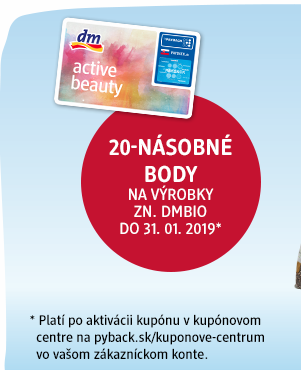 dm
active
beauty
PAYBACK
20-NÁSOBNÉ
BODY
NA VÝROBKY
ZN. DMBIO
DO 31. 01. 2019*
* Platí po aktivácii kupónu v kupónovom
centre na pyback.sk/kuponove-centrum
vo vašom zákazníckom konte.